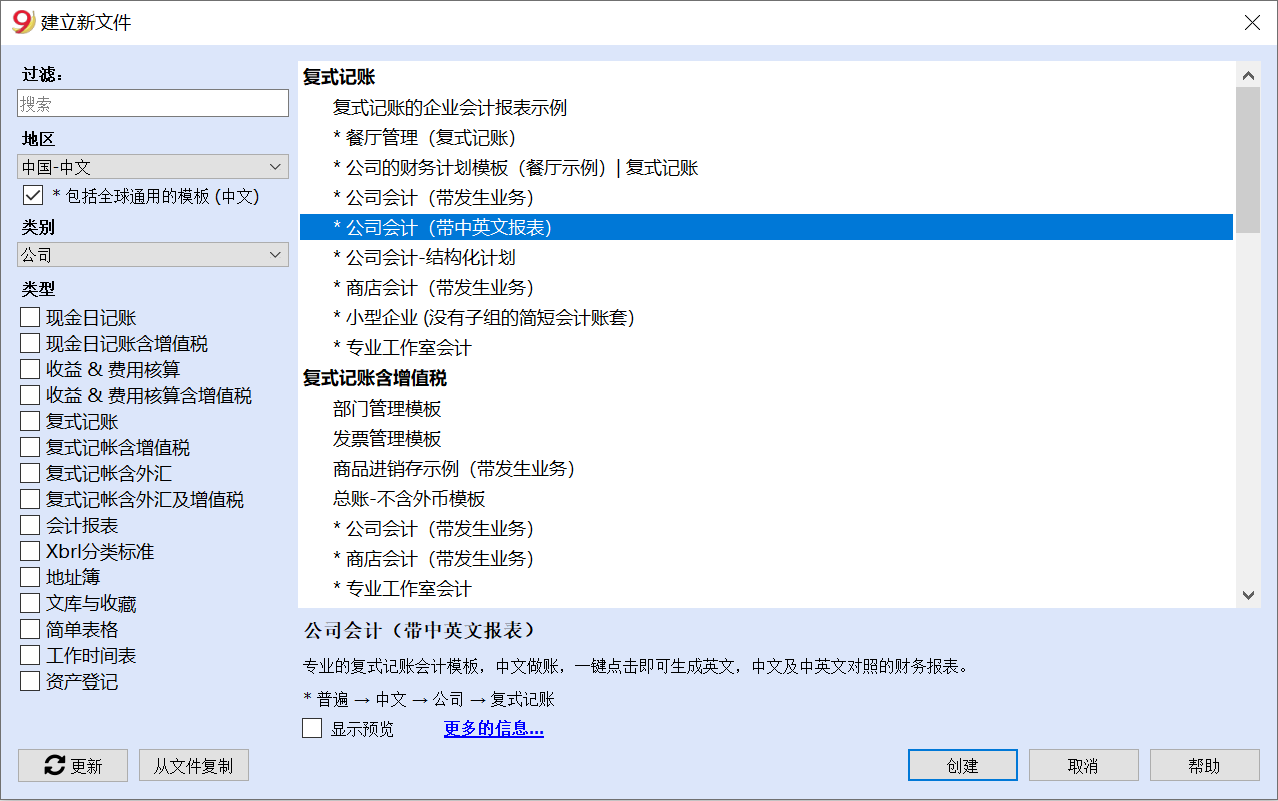 9 建立新文件
过滤：
搜索
地区
中国-中文
* 包括全球通用的模板 (中文)
类别
公司
类型
现金日记账
现金日记账含增值税
收益 & 费用核算
收益 & 费用核算含增值税
复式记账
复式记帐含增值税
复式记帐含外汇
复式记帐含外汇及增值税
会计报表
Xbrl分类标准
地址簿
文库与收藏
简单表格
工作时间表
资产登记
更新
从文件复制
复式记账
复式记账的企业会计报表示例
* 餐厅管理（复式记账）
* 公司的财务计划模板（餐厅示例）| 复式记账
* 公司会计（带发生业务）
* 公司会计（带中英文报表）
* 公司会计-结构化计划
* 商店会计（带发生业务）
* 小型企业 (没有子组的简短会计账套)
* 专业工作室会计
复式记账含增值税
部门管理模板
发票管理模板
商品进销存示例（带发生业务）
总账-不含外币模板
* 公司会计（带发生业务）
* 商店会计（带发生业务）
* 专业工作室会计
公司会计（带中英文报表）
专业的复式记账会计模板，中文做账，一键点击即可生成英文，中文及中英文对照的财务报表。
* 普遍 → 中文 → 公司 → 复式记账
显示预览 更多的信息...
创建 取消 帮助